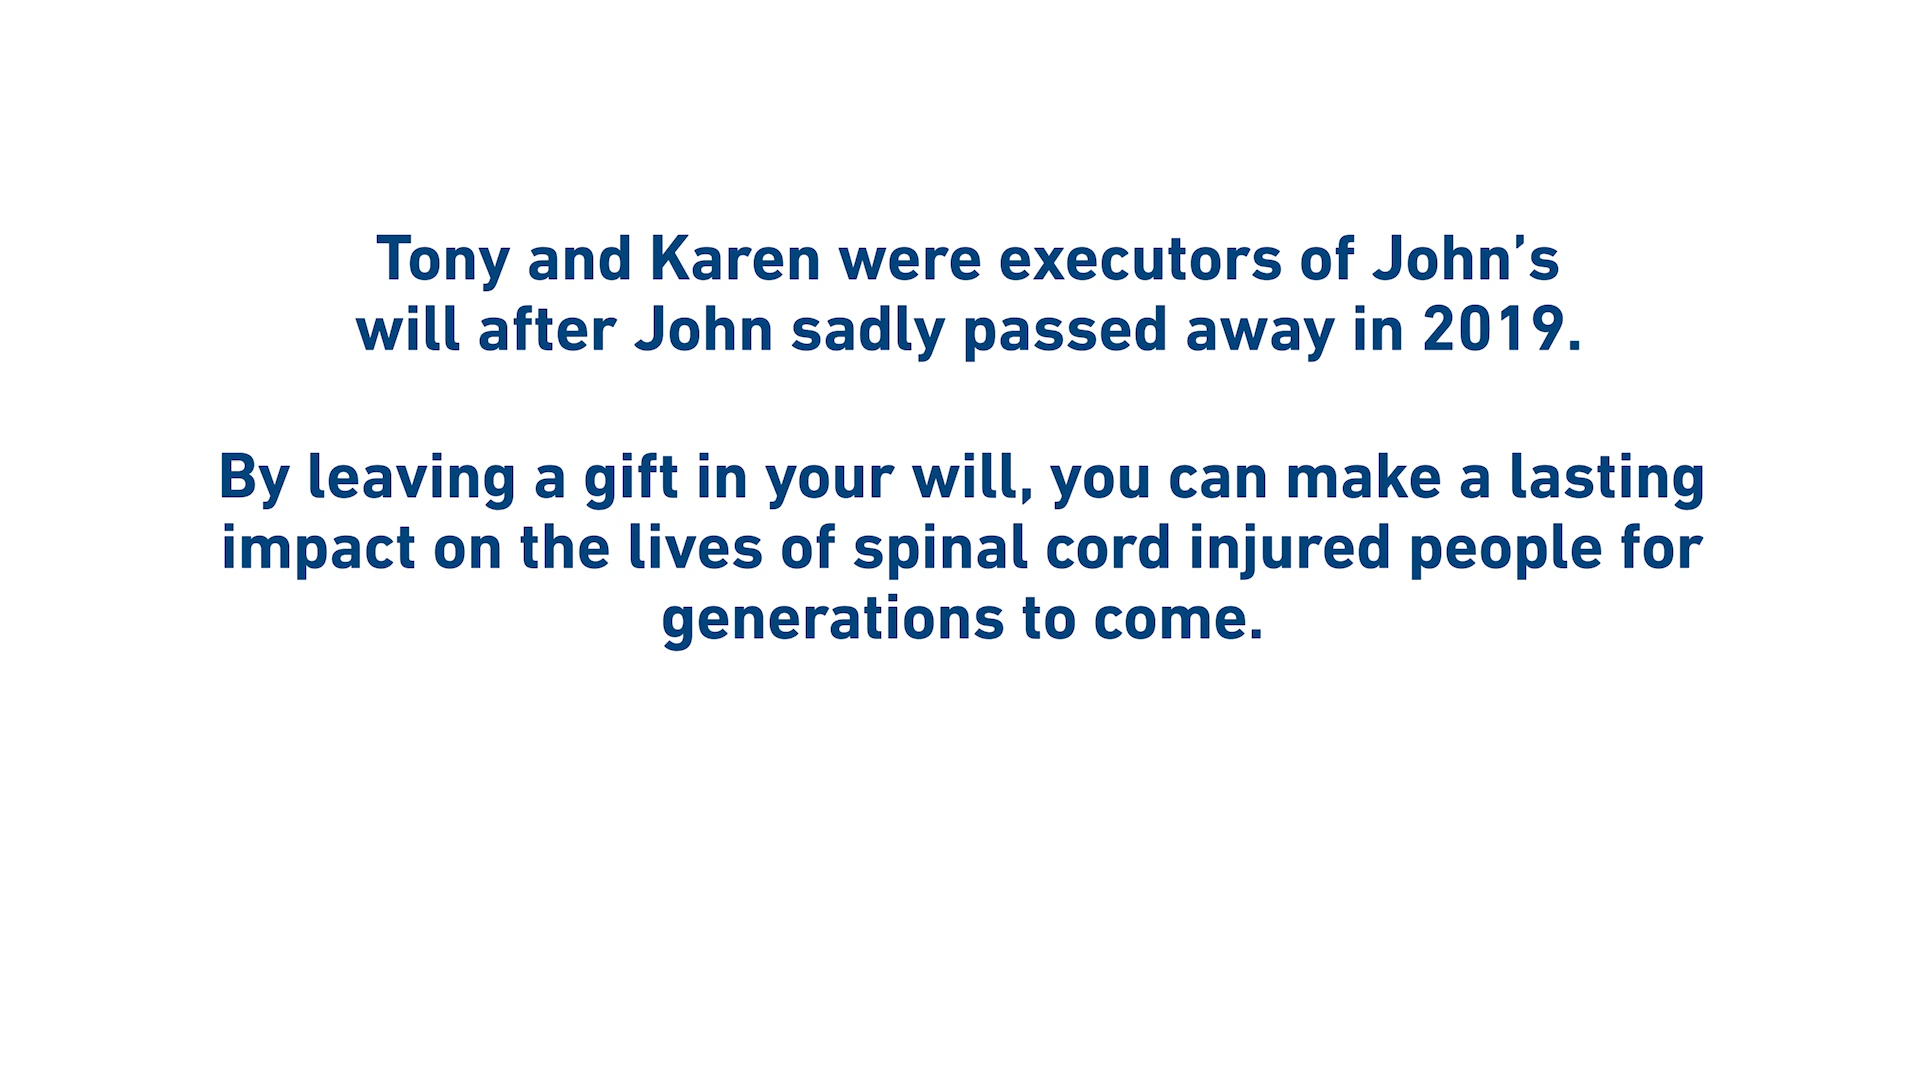 Tony and Karen were executors of John’s
will after John sadly passed away in 2019.
By leaving a gift in your will, you can make a lasting
impact on the lives of spinal cord injured people for
generations to come.